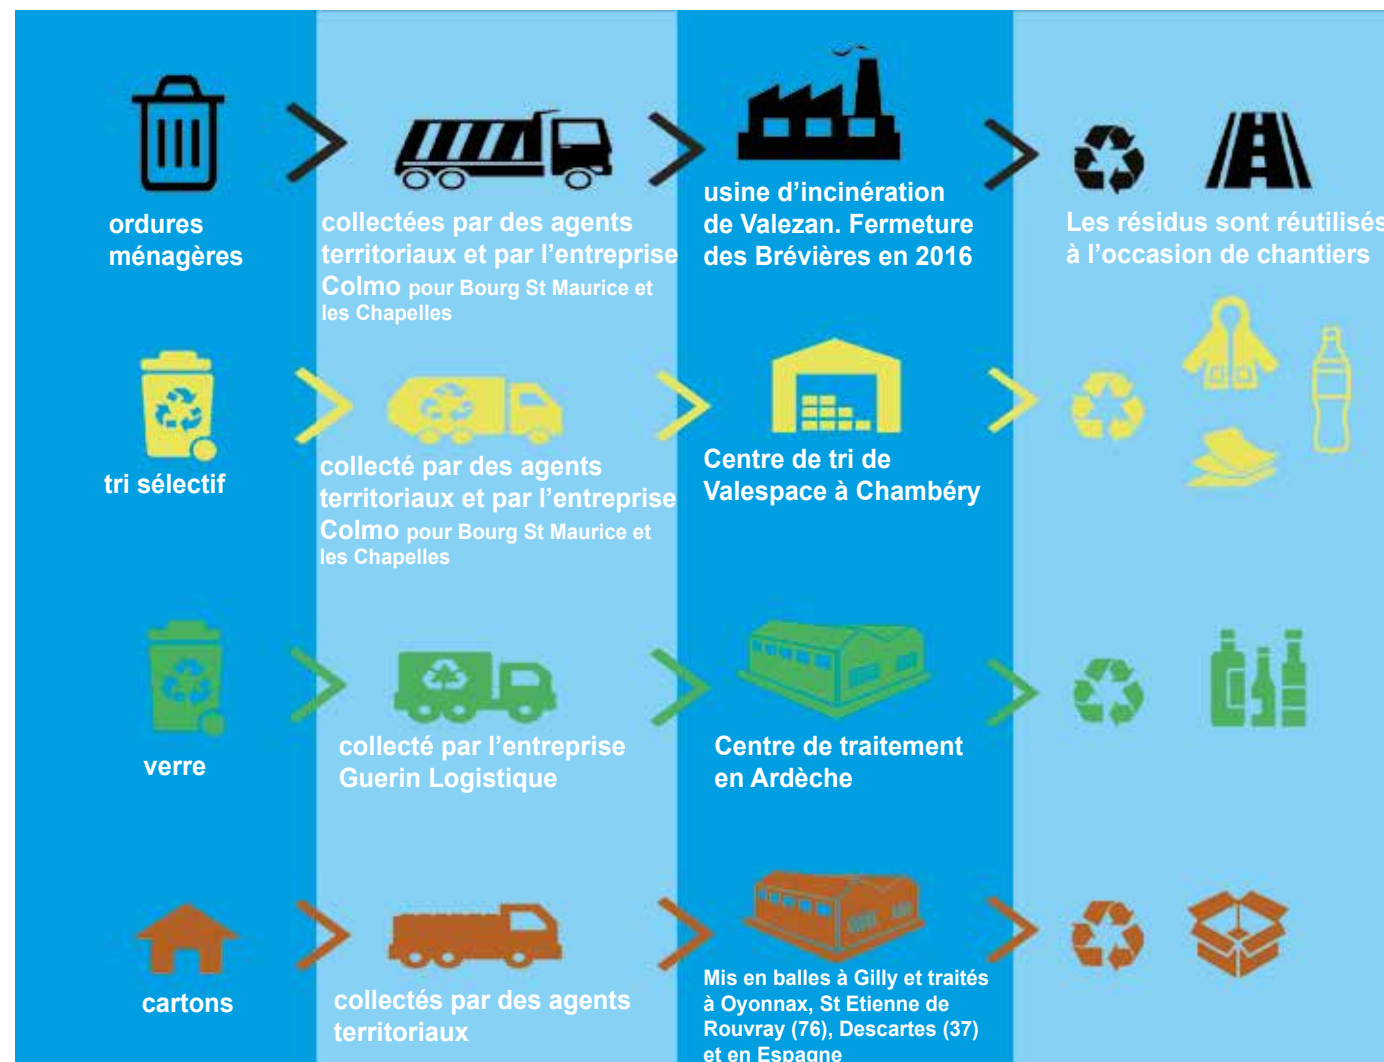 ordures
ménagères
collectées par des agents
territoriaux et par l’entreprise
Colmo pour Bourg St Maurice et
les Chapelles
usine d’incinération
de Valezan. Fermeture
des Brévières en 2016
Les résidus sont réutilisés
à l’occasion de chantiers
tri sélectif
collecté par des agents
territoriaux et par l’entreprise
Colmo pour Bourg St Maurice et
les Chapelles
Centre de tri de
Valespace à Chambéry
verre
collecté par l’entreprise
Guerin Logistique
Centre de traitement
en Ardèche
cartons
collectés par des agents
territoriaux
Mis en balles à Gilly et traités
à Oyonnax, St Etienne de
Rouvray (76), Descartes (37)
et en Espagne